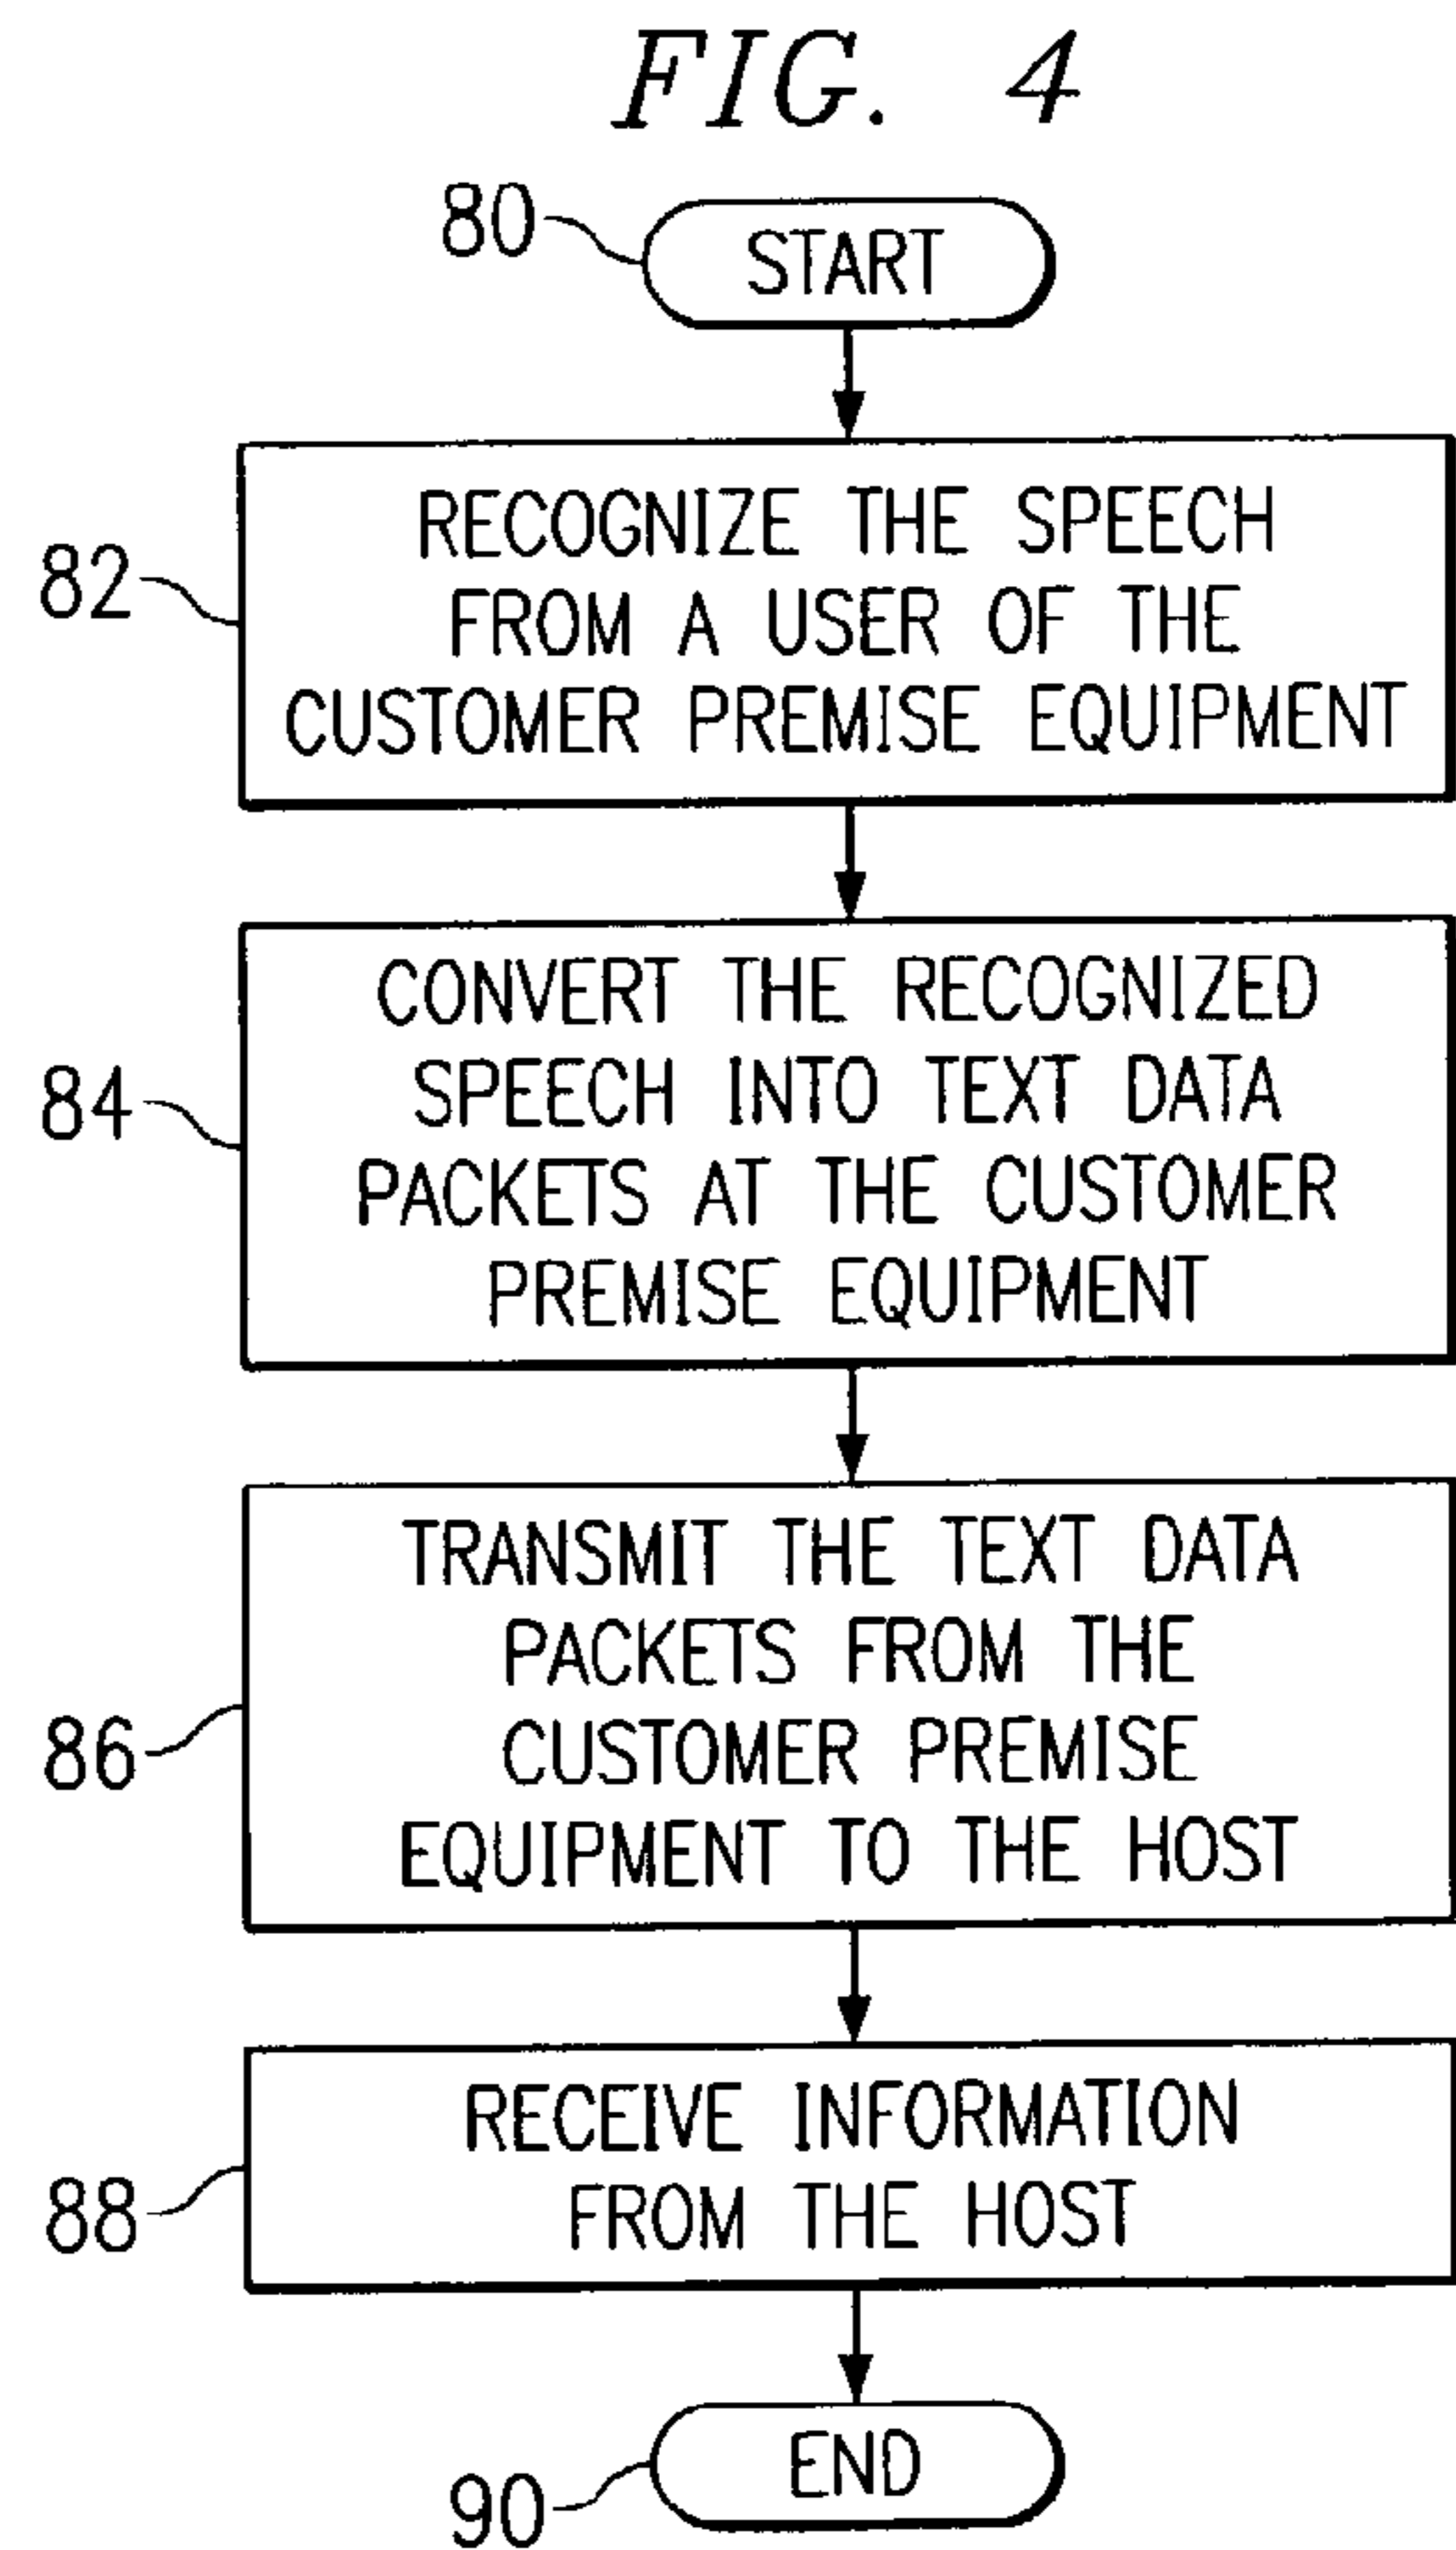 FIG. 4
80
START
82
RECOGNIZE THE SPEECH
FROM A USER OF THE
CUSTOMER PREMISE EQUIPMENT
84
CONVERT THE RECOGNIZED
SPEECH INTO TEXT DATA
PACKETS AT THE CUSTOMER
PREMISE EQUIPMENT
86
TRANSMIT THE TEXT DATA
PACKETS FROM THE
CUSTOMER PREMISE
EQUIPMENT TO THE HOST
88
RECEIVE INFORMATION
FROM THE HOST
90
END